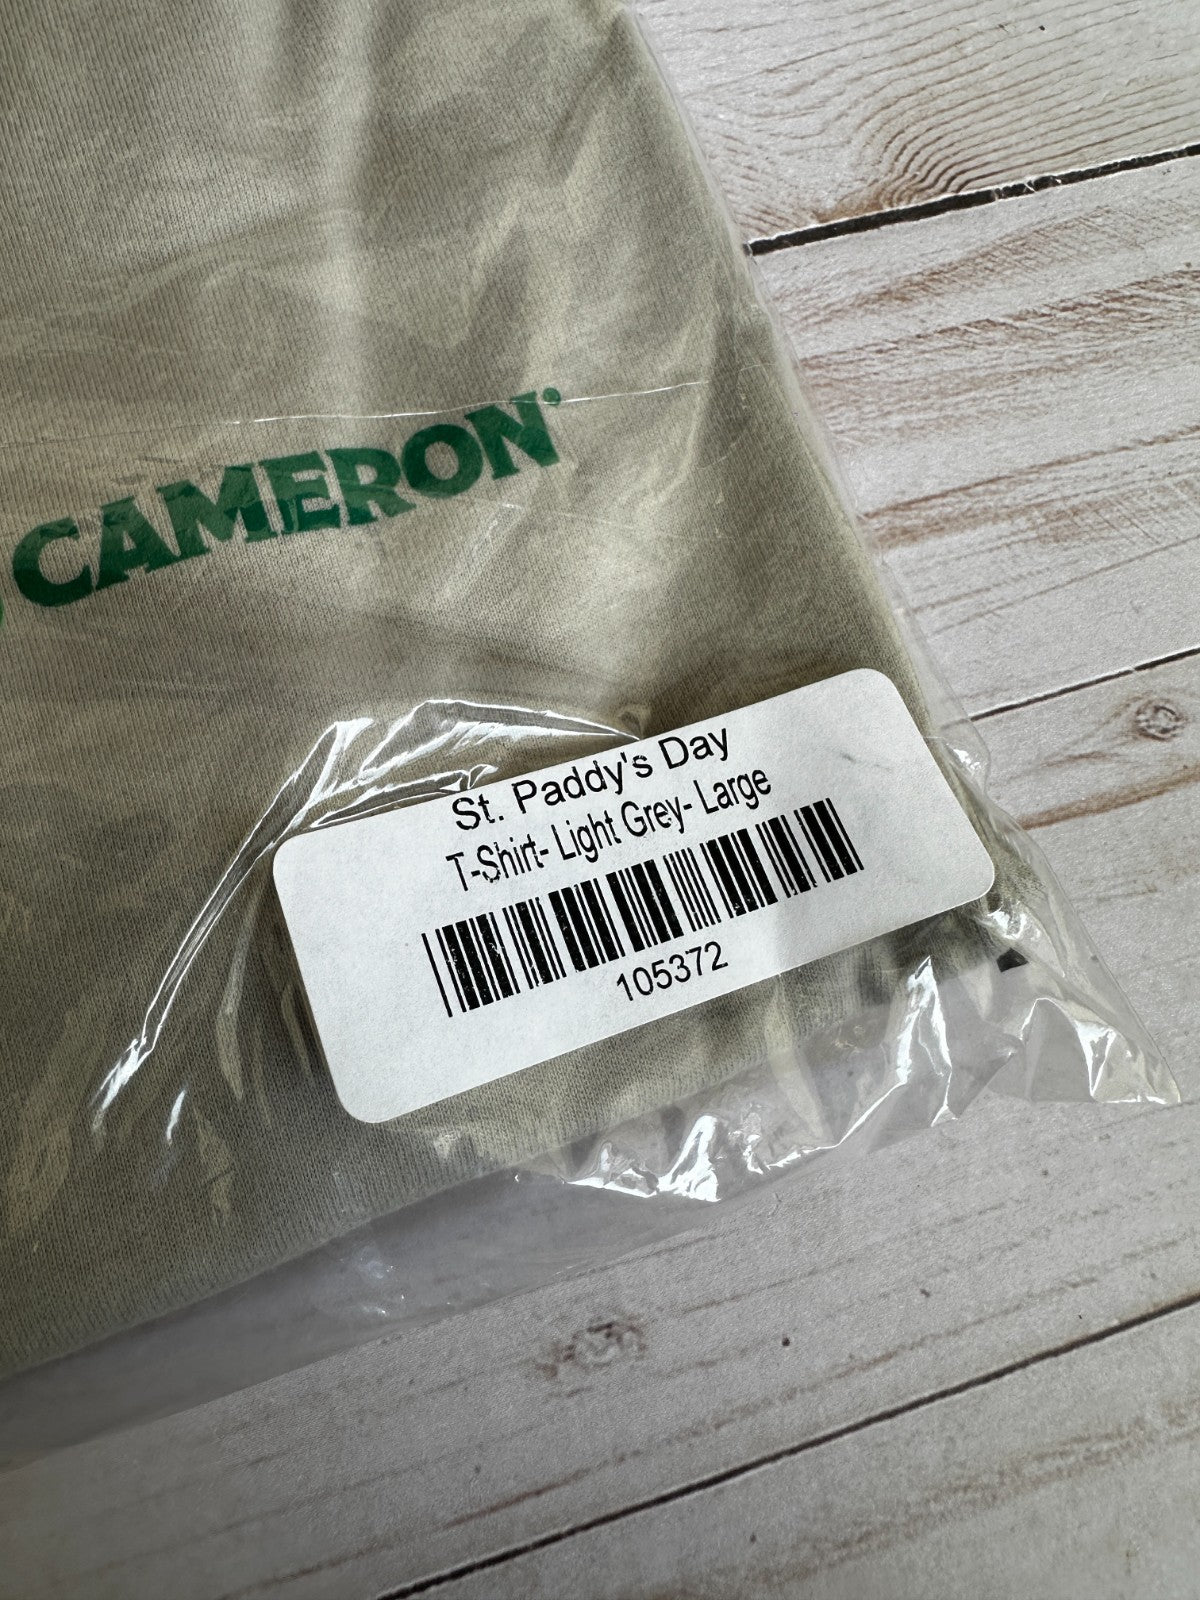 CAMERON
St. Paddy's Day
T-Shirt- Light Grey- Large
105372